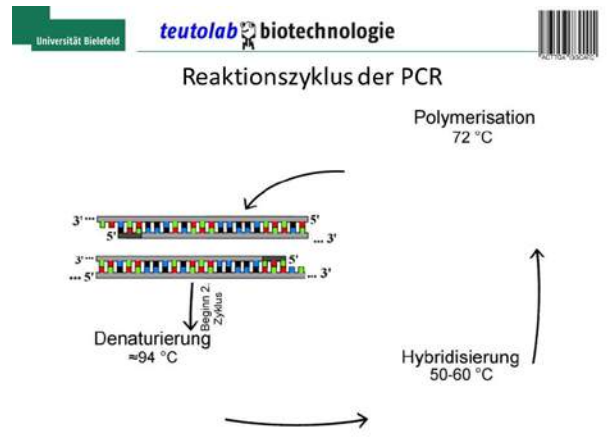 Universität Bielefeld
teutolab biotechnologie
Reaktionszyklus der PCR
Polymerisation
72 °C
3' ... 5'
5' ... 3'
3' ... 5'
... 5' ... 3'
Beginn 2.
Zyklus
Denaturierung
≈94 °C
Hybridisierung
50-60 °C